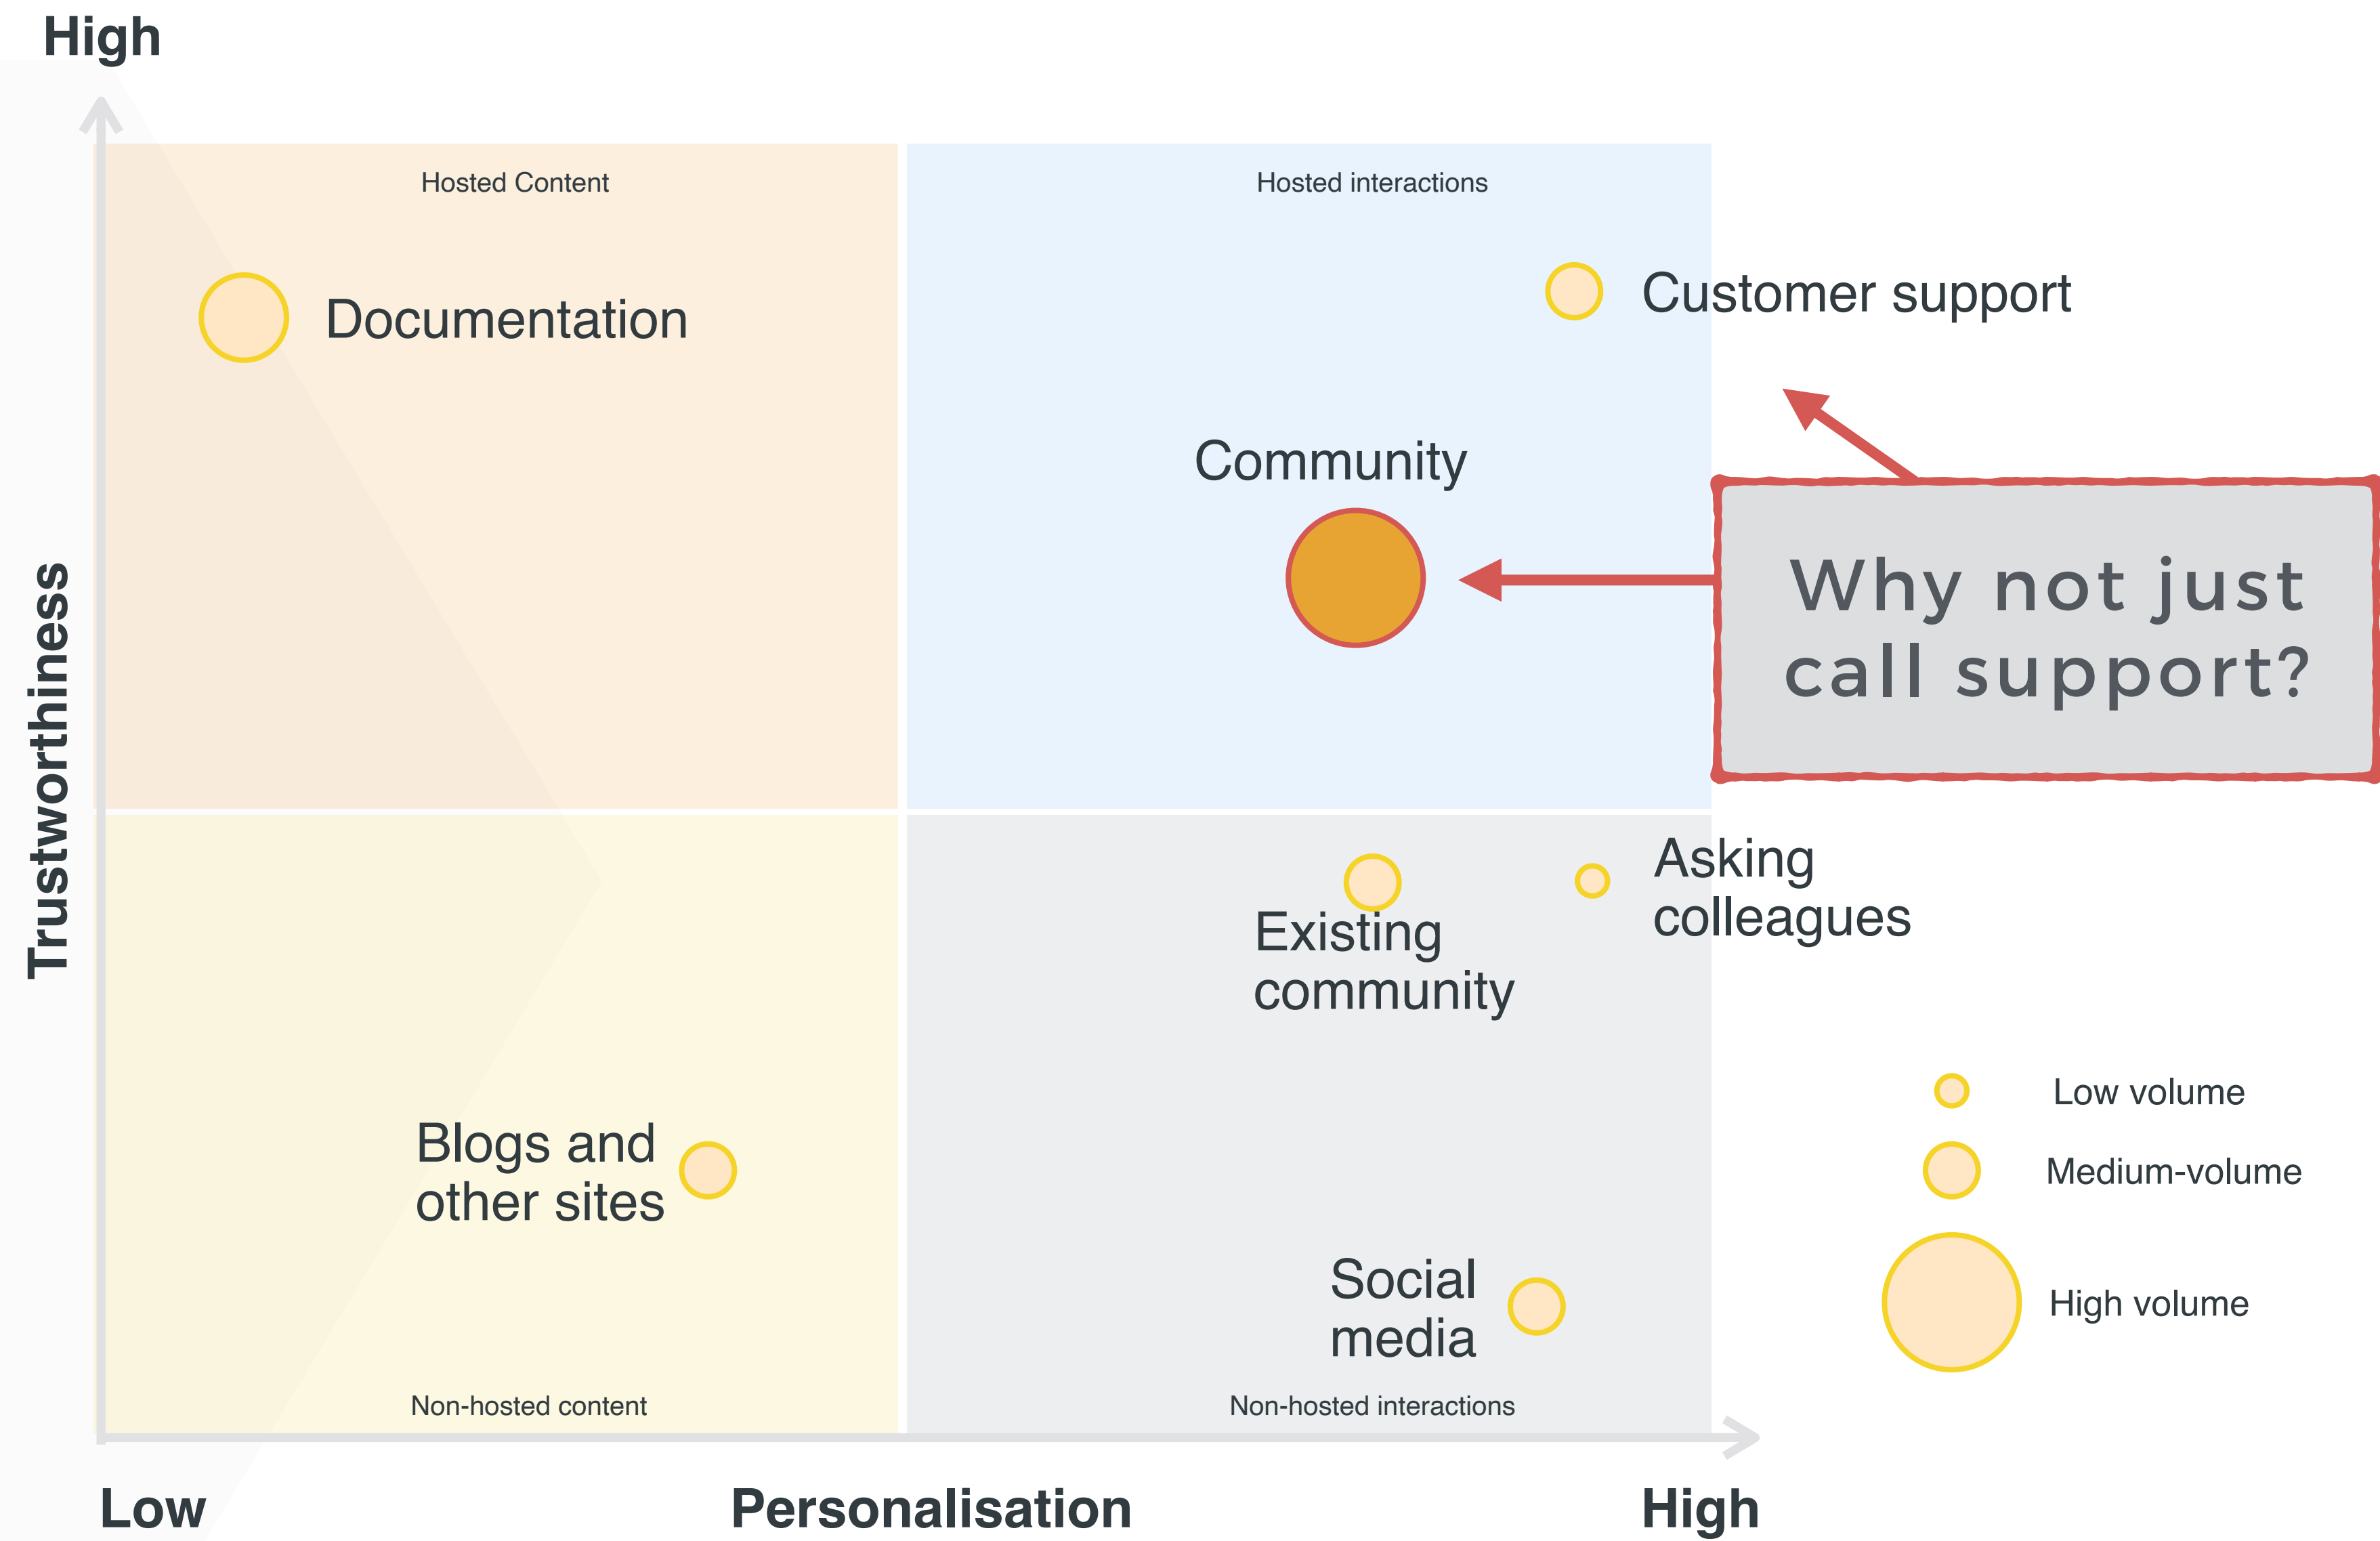 High
Hosted Content
Hosted interactions
Documentation
Customer support
Community
Why not just
call support?
Trustworthiness
Asking
colleagues
Existing
community
Low volume
Blogs and
other sites
Medium-volume
Social
media
High volume
Non-hosted content
Non-hosted interactions
Low
Personalisation
High